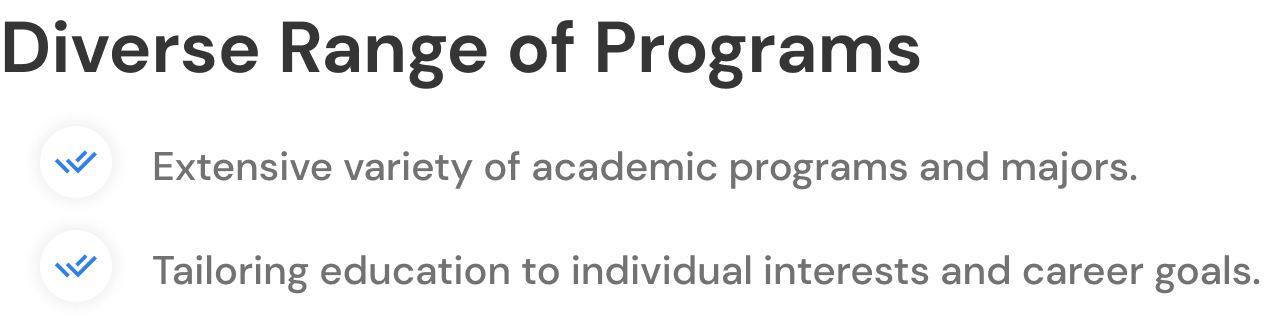 Diverse Range of Programs
Extensive variety of academic programs and majors.
Tailoring education to individual interests and career goals.